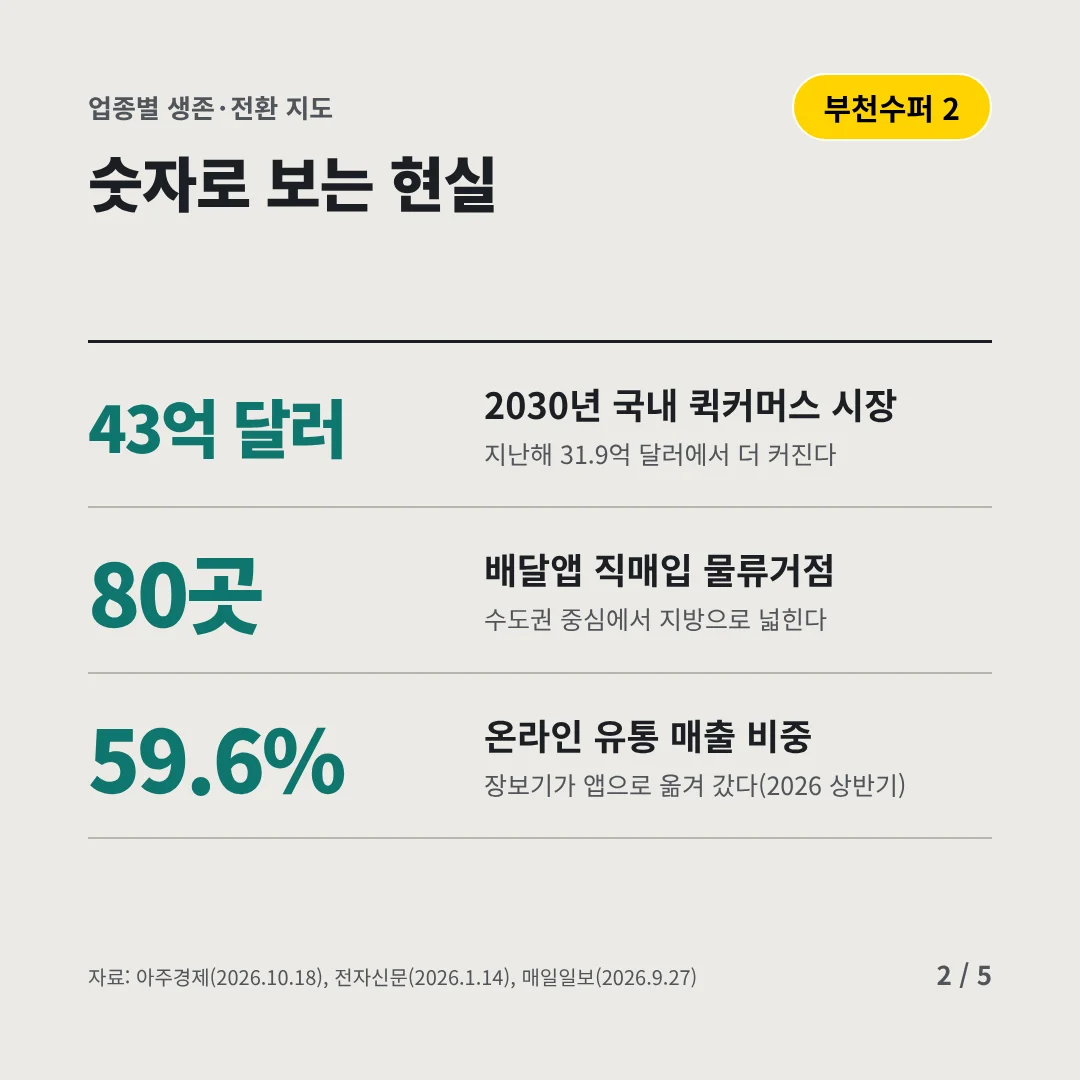 업종별 생존·전환 지도
부천수퍼 2
숫자로 보는 현실
43억 달러
2030년 국내 퀵커머스 시장
지난해 31.9억 달러에서 더 커진다
80곳
배달앱 직매입 물류거점
수도권 중심에서 지방으로 넓힌다
59.6%
온라인 유통 매출 비중
장보기가 앱으로 옮겨 갔다(2026 상반기)
자료: 아주경제(2026.10.18), 전자신문(2026.1.14), 매일일보(2026.9.27)
2 / 5